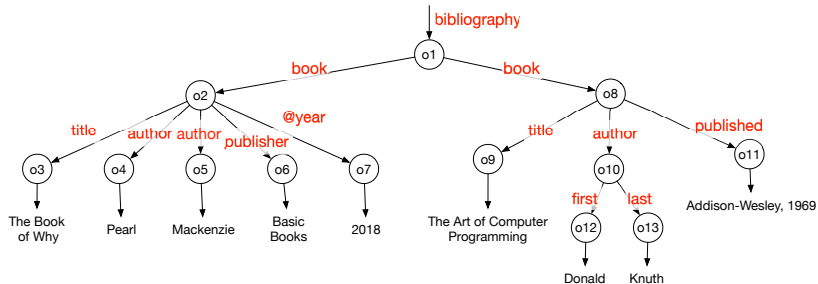 bibliography
o1
book
book
o2
o8
title
author
author
publisher
@year
title
author
published
o3
o4
o5
o6
o7
o9
o10
o11
The Book
of Why
Pearl
Mackenzie
Basic
Books
2018
The Art of Computer
Programming
first
last
Addison-Wesley, 1969
o12
o13
Donald
Knuth